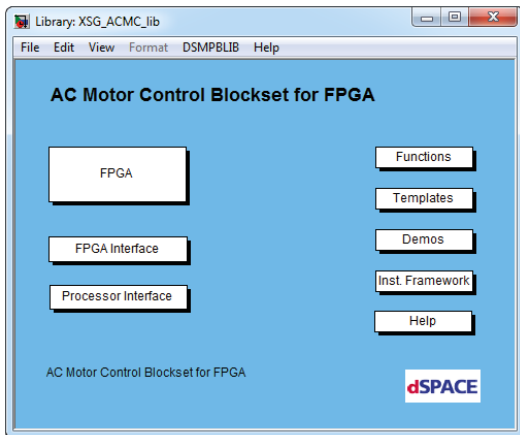 Library: XSG_ACMC_lib
File Edit View Format DSMPBLIB Help
AC Motor Control Blockset for FPGA
FPGA
Functions
Templates
FPGA Interface
Demos
Processor Interface
Inst. Framework
Help
AC Motor Control Blockset for FPGA
dSPACE